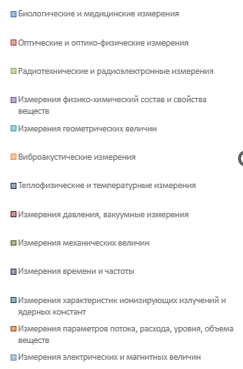 Биологические и медицинские измерения
Оптические и оптико-физические измерения
Радиотехнические и радиоэлектронные измерения
Измерения физико-химический состав и свойства
веществ
Измерения геометрических величин
Виброакустические измерения
Теплофизические и температурные измерения
Измерения давления, вакуумные измерения
Измерения механических величин
Измерения времени и частоты
Измерения характеристик ионизирующих излучений и
ядерных констант
Измерения параметров потока, расхода, уровня, объема
веществ
Измерения электрических и магнитных величин